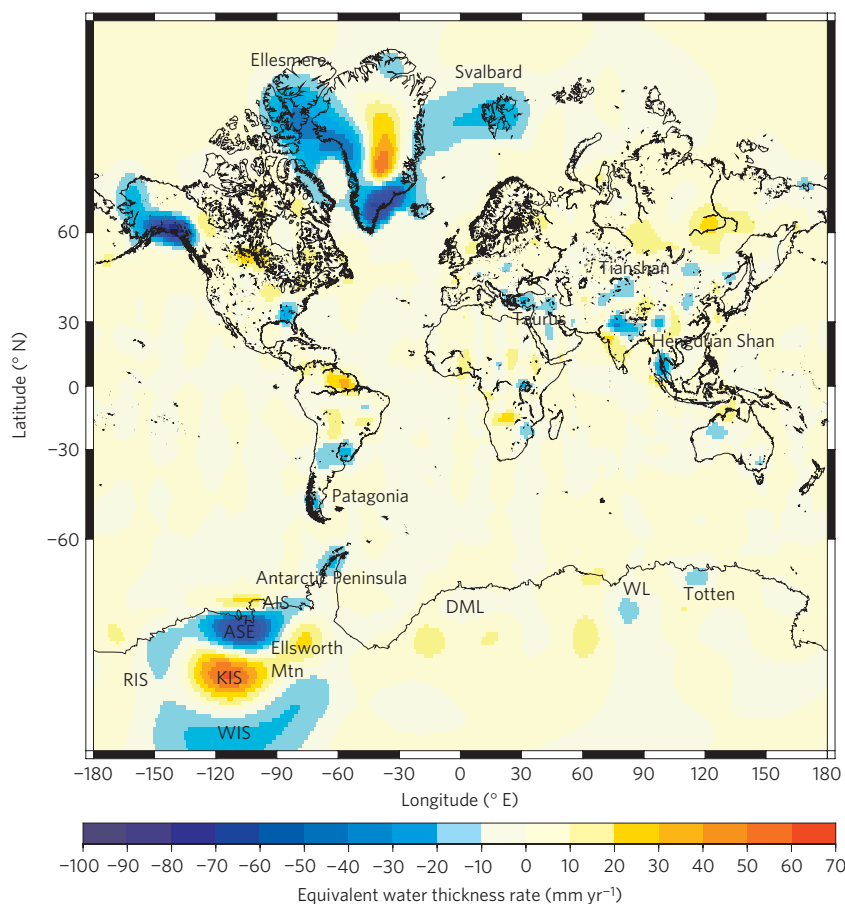 Ellesmere
Svalbard
60
Tianshan
30
Taurus
Hengduan Shan
Latitude (° N)
0
−30
Patagonia
−60
Antarctic Peninsula
AIS
DML
WL
Totten
ASE
Ellsworth
Mtn
RIS
KIS
WIS
−180 −150 −120 −90 −60 −30 0 30 60 90 120 150 180
Longitude (° E)
−100 −90 −80 −70 −60 −50 −40 −30 −20 −10 0 10 20 30 40 50 60 70
Equivalent water thickness rate (mm yr⁻¹)